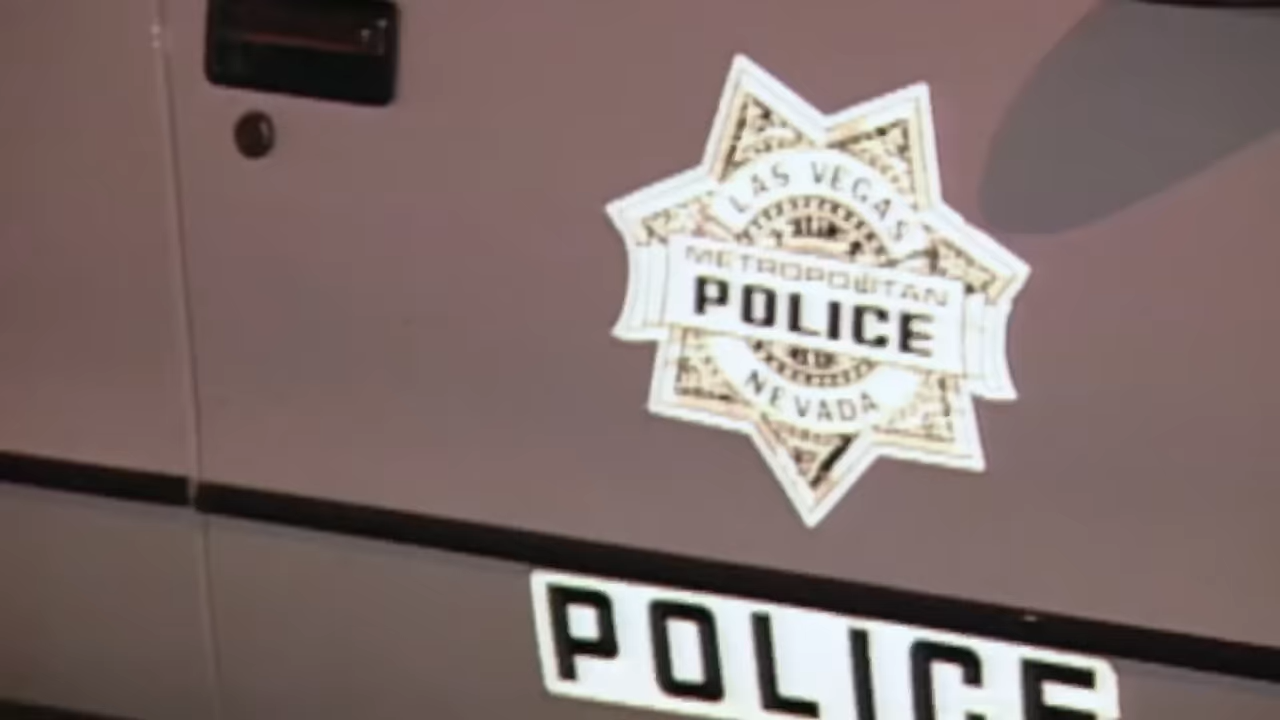 LAS VEGAS
METROPOLITAN
POLICE
NEVADA
POLICE